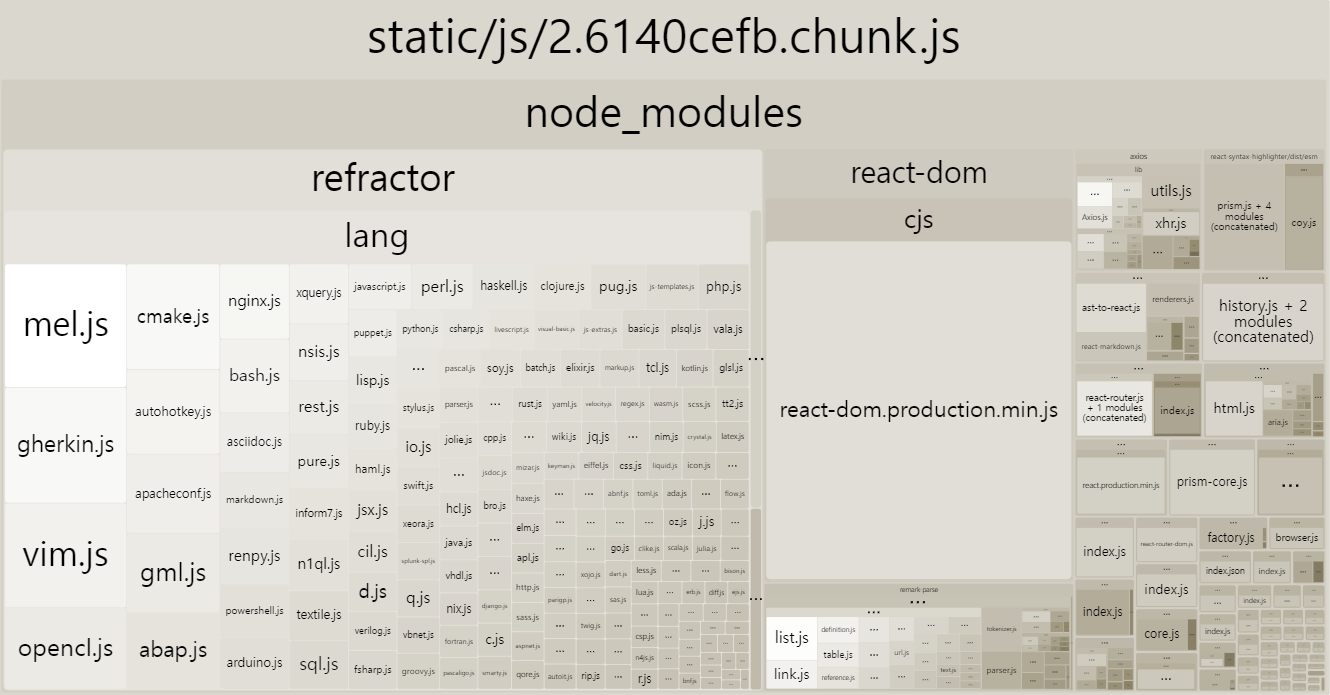 static/js/2.6140cefb.chunk.js
node_modules
refractor
lang
mel.js
gherkin.js
vim.js
opencl.js
cmake.js
autohotkey.js
apacheconf.js
gml.js
abap.js
nginx.js
bash.js
asciidoc.js
markdown.js
renpy.js
powershell.js
arduino.js
xquery.js
nsis.js
rest.js
pure.js
inform7.js
n1ql.js
textile.js
sql.js
javascript.js
perl.js
haskell.js
clojure.js
pug.js
js-templates.js
php.js
puppet.js
python.js
csharp.js
livescript.js
visual-basic.js
js-extras.js
basic.js
plsql.js
vala.js
lisp.js
...
pascal.js
soy.js
batch.js
elixir.js
markup.js
tcl.js
kotlin.js
glsl.js
stylus.js
parser.js
...
rust.js
yaml.js
velocity.js
regex.js
wasm.js
scss.js
tt2.js
ruby.js
io.js
jolie.js
cpp.js
...
wiki.js
jq.js
...
nim.js
crystal.js
latex.js
haml.js
swift.js
...
jsdoc.js
mizar.js
keyman.js
eiffel.js
css.js
liquid.js
icon.js
...
jsx.js
xeora.js
hcl.js
bro.js
haxe.js
...
...
abnf.js
toml.js
ada.js
...
flow.js
elm.js
...
...
...
...
oz.js
j.js
...
cil.js
splunk-spl.js
java.js
...
apl.js
...
...
go.js
clike.js
scala.js
julia.js
...
vhdl.js
...
xojo.js
dart.js
less.js
...
...
bison.js
d.js
q.js
nix.js
django.js
http.js
parigp.js
...
sas.js
lua.js
...
erb.js
diff.js
ejs.js
verilog.js
vbnet.js
fortran.js
c.js
sass.js
...
twig.js
...
csp.js
aspnet.js
...
...
...
n4js.js
fsharp.js
groovy.js
pascaligo.js
smarty.js
qore.js
autoit.js
rip.js
...
r.js
...
bnf.js
...
...
react-dom
cjs
react-dom.production.min.js
remark-parse
...
...
list.js
link.js
definition.js
table.js
reference.js
url.js
text.js
tokenizer.js
parser.js
axios
lib
...
Axios.js
utils.js
xhr.js
react-syntax-highlighter/dist/esm
prism.js + 4
modules
(concatenated)
coy.js
...
ast-to-react.js
react-markdown.js
renderers.js
...
history.js + 2
modules
(concatenated)
...
react-router.js
+ 1 modules
(concatenated)
index.js
...
html.js
aria.js
...
react.production.min.js
...
prism-core.js
...
...
index.js
react-router-dom.js
index.js
factory.js
browser.js
index.json
index.js
index.js
core.js
index.js
index.js